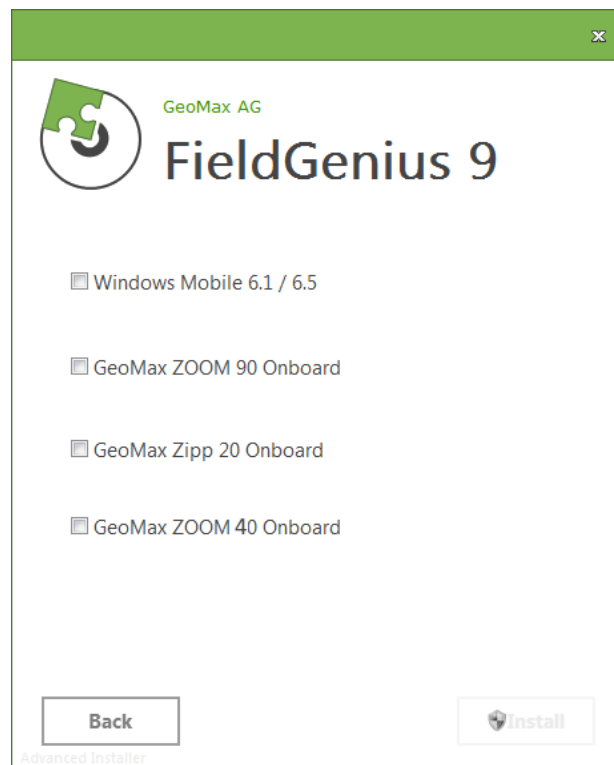 GeoMax AG
FieldGenius 9
Windows Mobile 6.1 / 6.5
GeoMax ZOOM 90 Onboard
GeoMax Zipp 20 Onboard
GeoMax ZOOM 40 Onboard
Back
Install
Advanced Installer